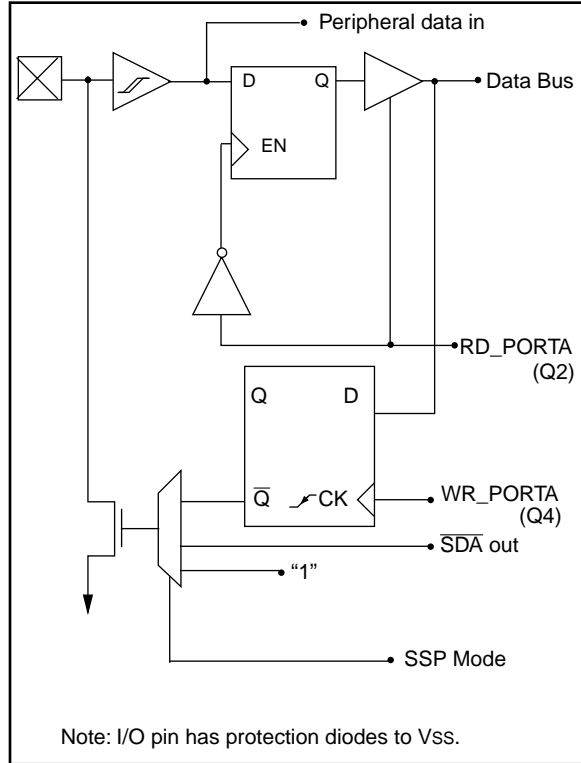 Peripheral data in
D Q
Data Bus
EN
RD_PORTA
(Q2)
Q D
Q̅ CK
WR_PORTA
(Q4)
S̅D̅A̅ out
“1”
SSP Mode
Note: I/O pin has protection diodes to VSS.